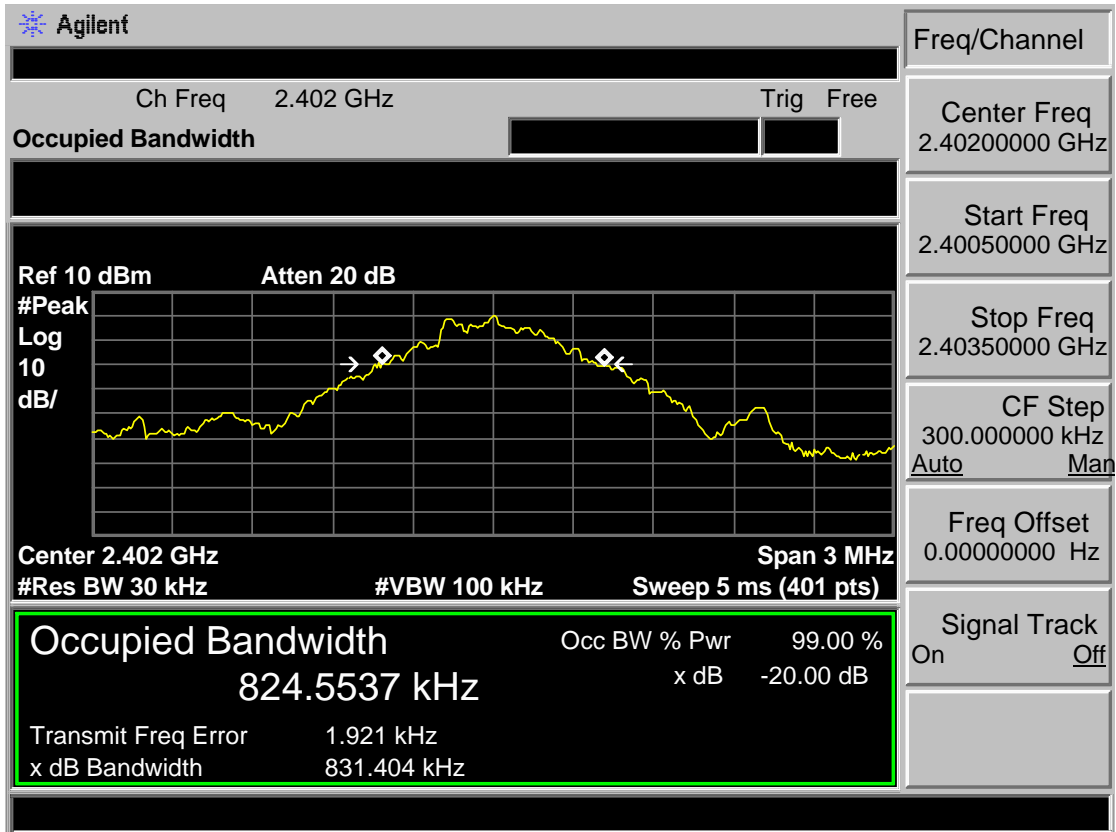 Agilent
Freq/Channel
Ch Freq 2.402 GHz Trig Free
Occupied Bandwidth
Center Freq
2.40200000 GHz
Start Freq
2.40050000 GHz
Stop Freq
2.40350000 GHz
CF Step
300.000000 kHz
Auto Man
Freq Offset
0.00000000 Hz
Signal Track
On Off
Ref 10 dBm Atten 20 dB
#Peak
Log
10
dB/
Center 2.402 GHz Span 3 MHz
#Res BW 30 kHz #VBW 100 kHz Sweep 5 ms (401 pts)
Occupied Bandwidth Occ BW % Pwr 99.00 %
824.5537 kHz x dB -20.00 dB
Transmit Freq Error 1.921 kHz
x dB Bandwidth 831.404 kHz